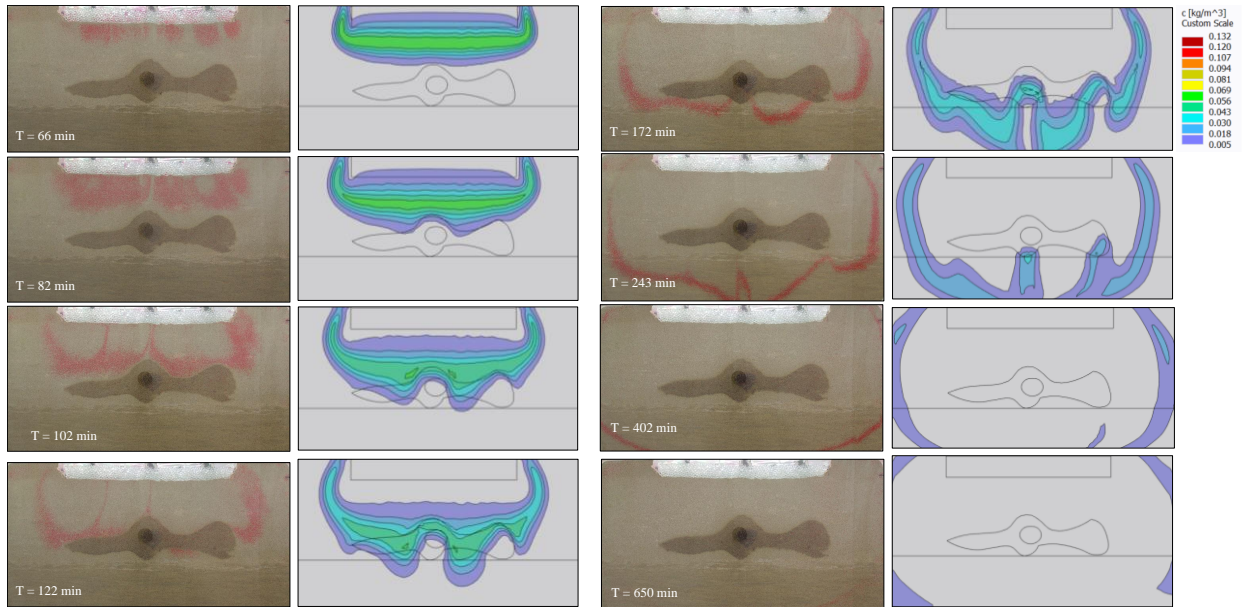 T = 66 min
T = 82 min
T = 102 min
T = 122 min
T = 172 min
T = 243 min
T = 402 min
T = 650 min
c [kg/m^3]
Custom Scale
0.132
0.120
0.107
0.094
0.081
0.069
0.056
0.043
0.030
0.018
0.005